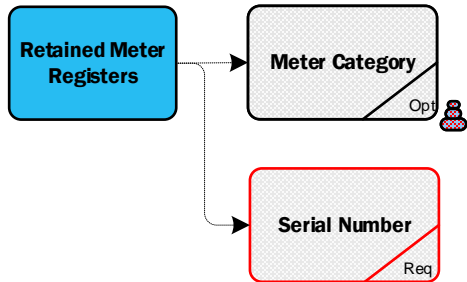 Retained Meter
Registers
Meter Category
Opt
Serial Number
Req